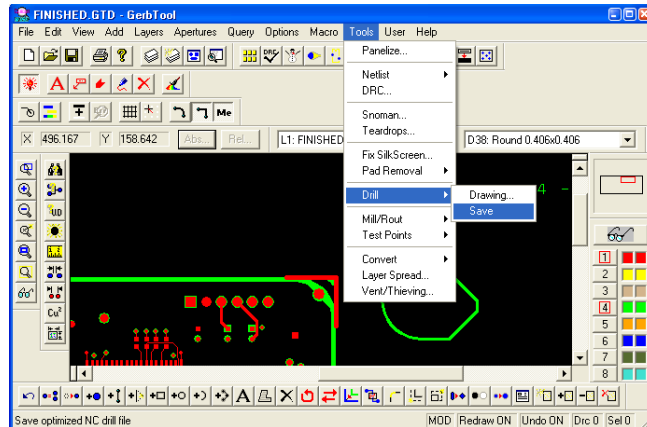 FINISHED.GTD - GerbTool
File Edit View Add Layers Apertures Query Options Macro Tools User Help
Panelize...
Netlist
DRC...
Snoman...
Teardrops...
Fix SilkScreen...
Pad Removal
Drill
Drawing...
Save
Mill/Rout
Test Points
Convert
Layer Spread...
Vent/Thieving...
DRC
A
Me
X 496.167 Y 158.642 Abs... Rel... L1: FINISHED D38: Round 0.406x0.406
4 -
UD
Cu²
1
2
3
4
5
6
7
8
A
Save optimized NC drill file
MOD Redraw ON Undo ON Drc 0 Sel 0